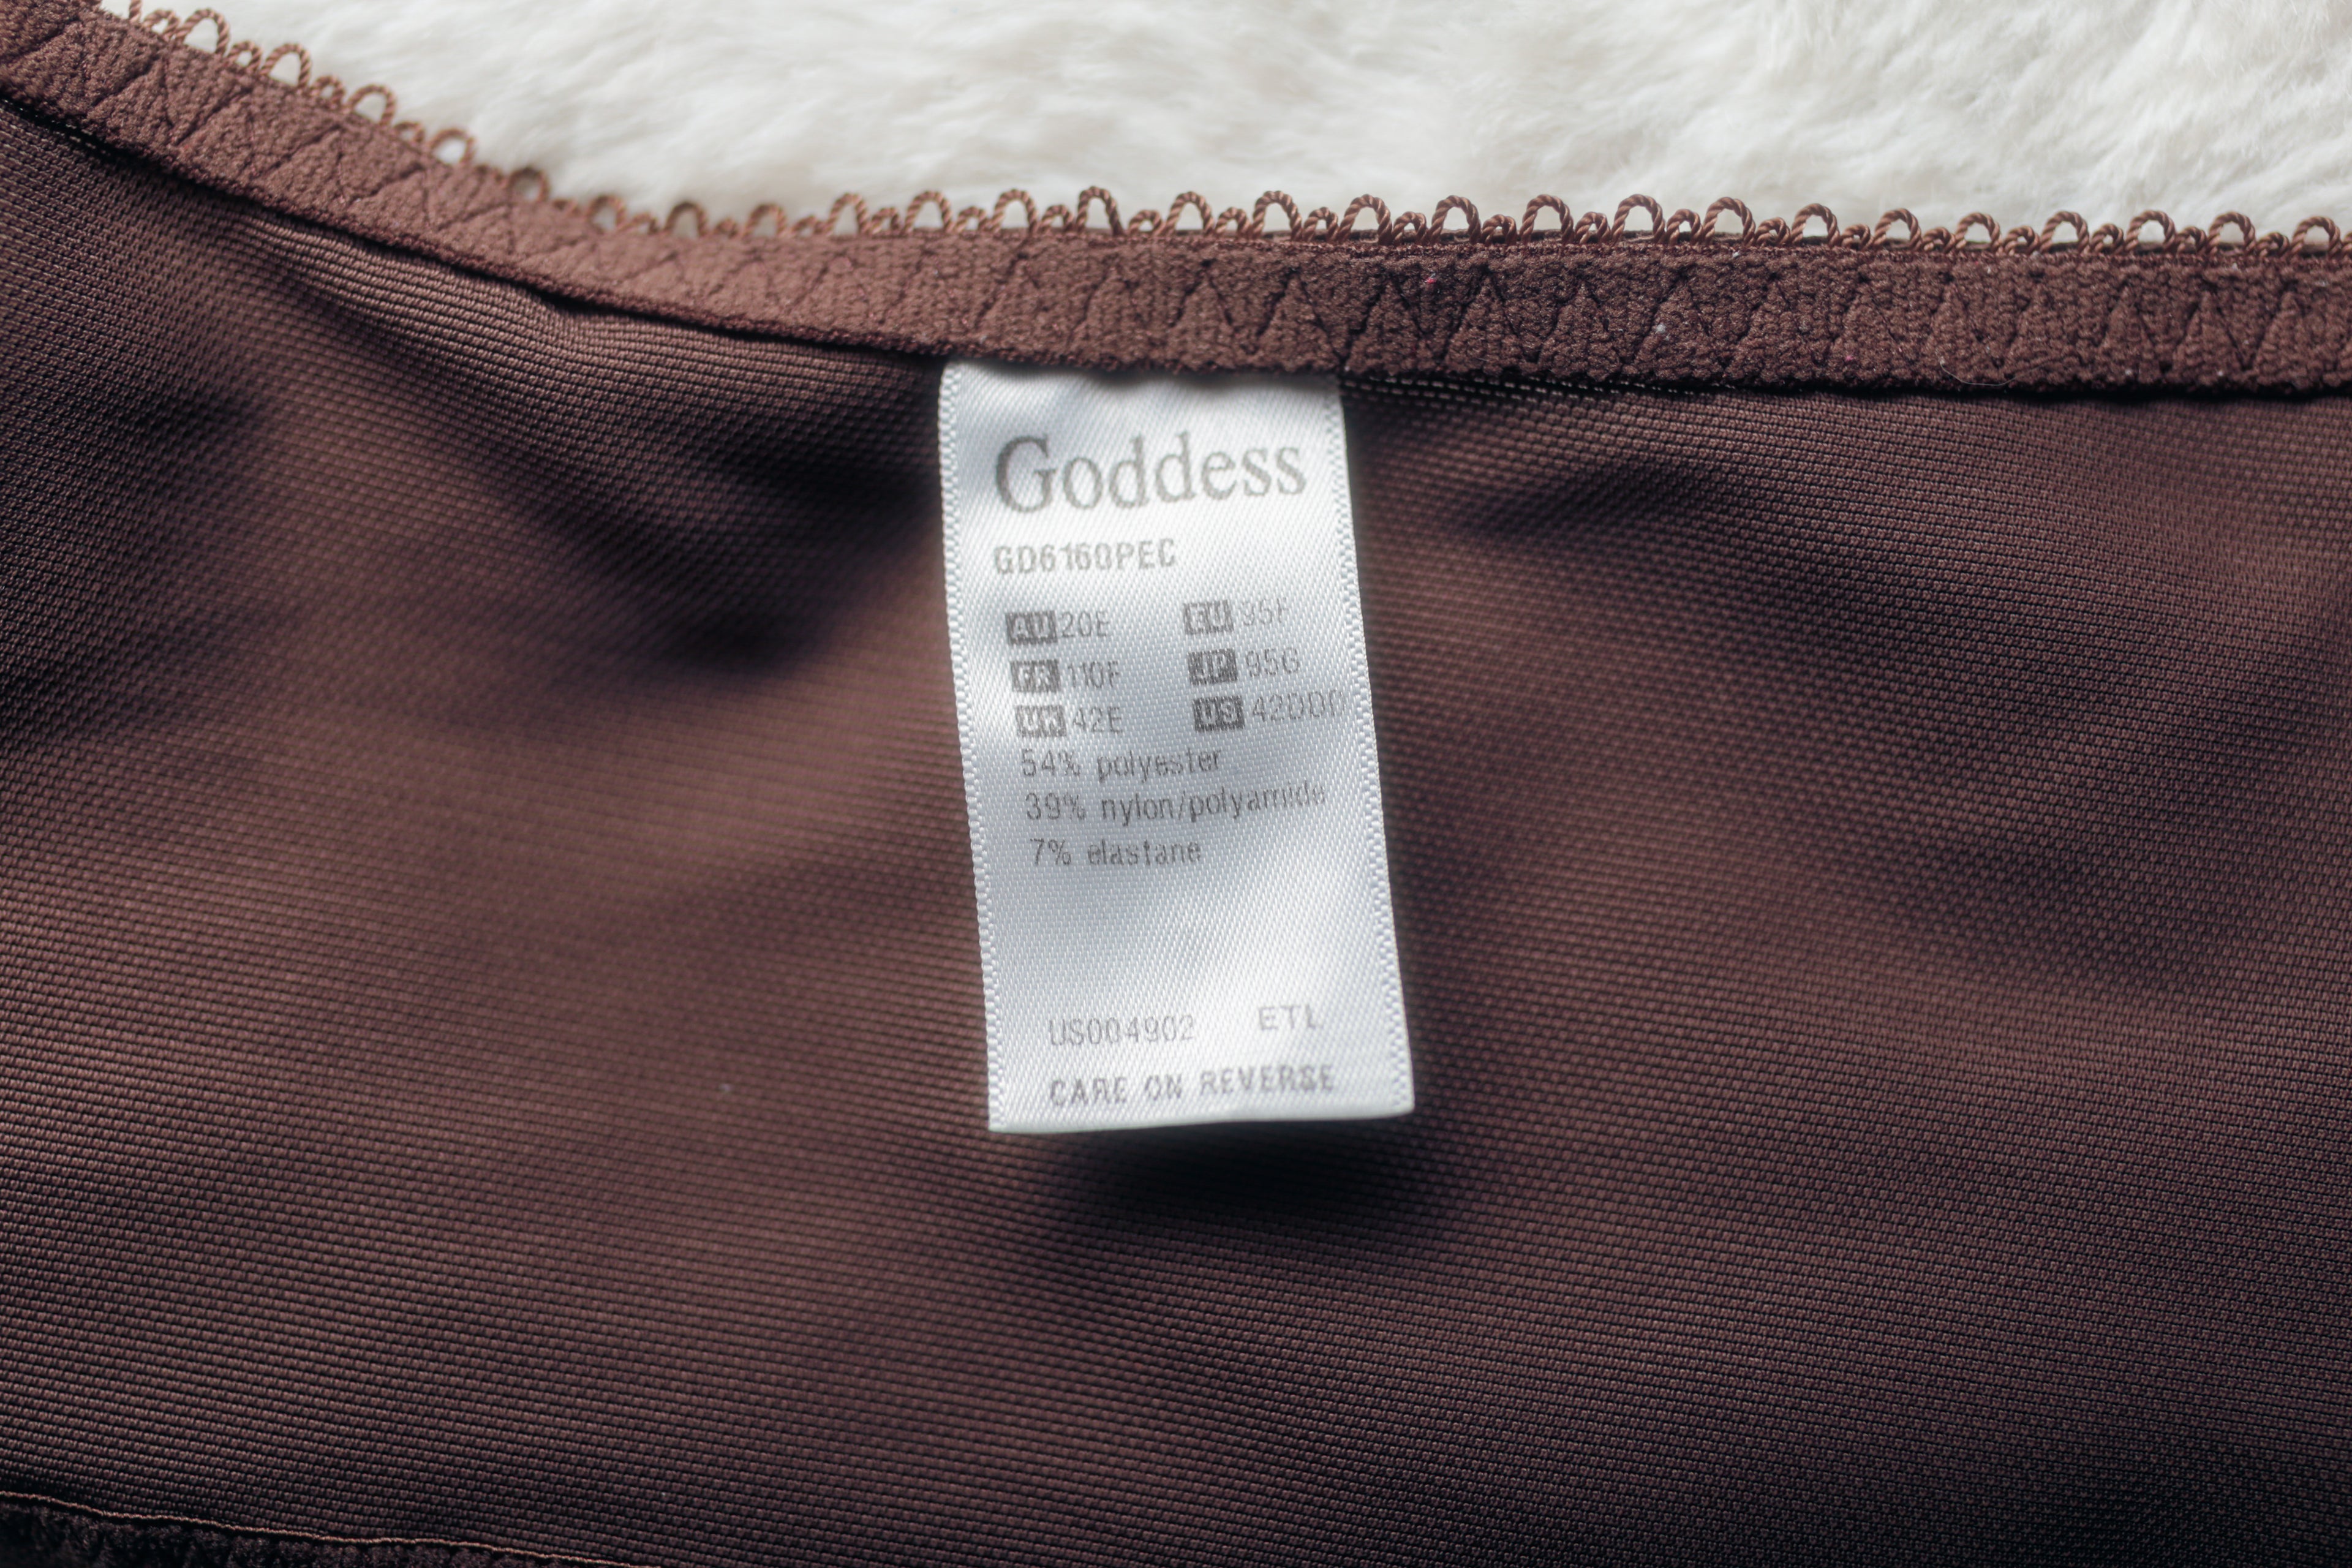 Goddess
GD6160PEC
AU 20E EU 95F
FR 110F JP 95G
UK 42E US 42DDD
54% polyester
39% nylon/polyamide
7% elastane
US004902 ETL
CARE ON REVERSE